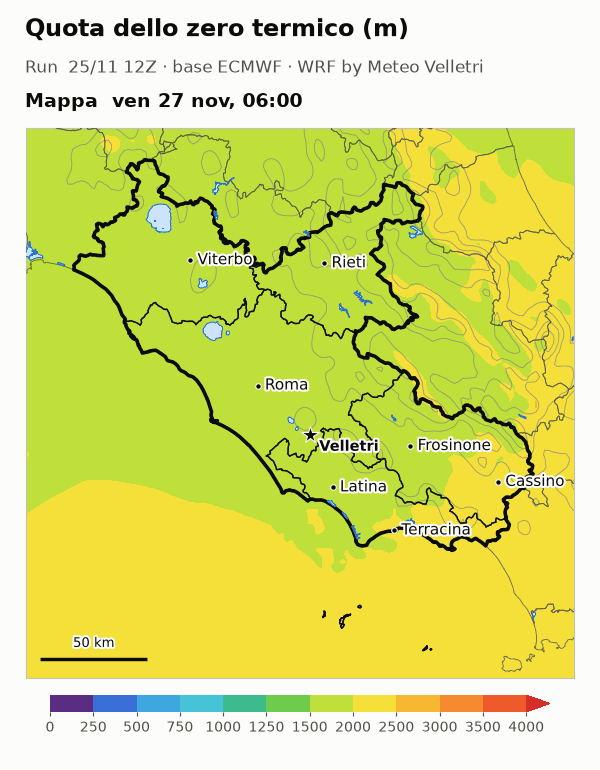 Quota dello zero termico (m)
Run  25/11 12Z · base ECMWF · WRF by Meteo Velletri
Mappa  ven 27 nov, 06:00
Viterbo
Rieti
Roma
Velletri
Frosinone
Latina
Cassino
Terracina
50 km
0 250 500 750 1000 1250 1500 2000 2500 3000 3500 4000